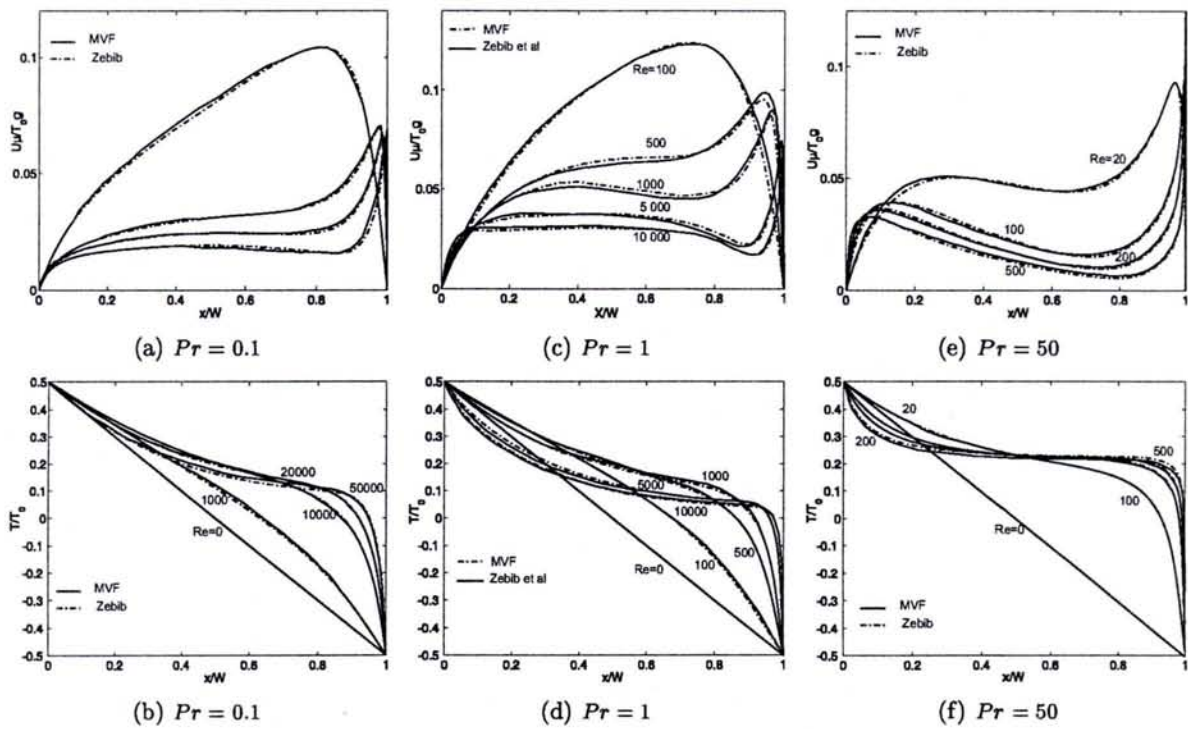 MVF
Zebib
0.1
0.05
0
Uμ/T₀g
0 0.2 0.4 0.6 0.8 1
x/W
(a) Pr = 0.1
MVF
Zebib et al
Re=100
500
1000
5 000
10 000
0.1
0.05
0
Uμ/T₀g
0 0.2 0.4 0.6 0.8 1
X/W
(c) Pr = 1
MVF
Zebib
Re=20
100
200
500
0.1
0.05
0
Uμ/T₀g
0 0.2 0.4 0.6 0.8 1
x/W
(e) Pr = 50
0.5
0.4
0.3
0.2
0.1
0
-0.1
-0.2
-0.3
-0.4
-0.5
T/T₀
20000
50000
1000
10000
Re=0
MVF
Zebib
0 0.2 0.4 0.6 0.8 1
x/W
(b) Pr = 0.1
0.5
0.4
0.3
0.2
0.1
0
-0.1
-0.2
-0.3
-0.4
-0.5
T/T₀
1000
5000
10000
500
Re=0
100
MVF
Zebib et al
0 0.2 0.4 0.6 0.8 1
x/W
(d) Pr = 1
0.5
0.4
0.3
0.2
0.1
0
-0.1
-0.2
-0.3
-0.4
-0.5
T/T₀
20
200
500
100
Re=0
MVF
Zebib
0 0.2 0.4 0.6 0.8 1
x/W
(f) Pr = 50